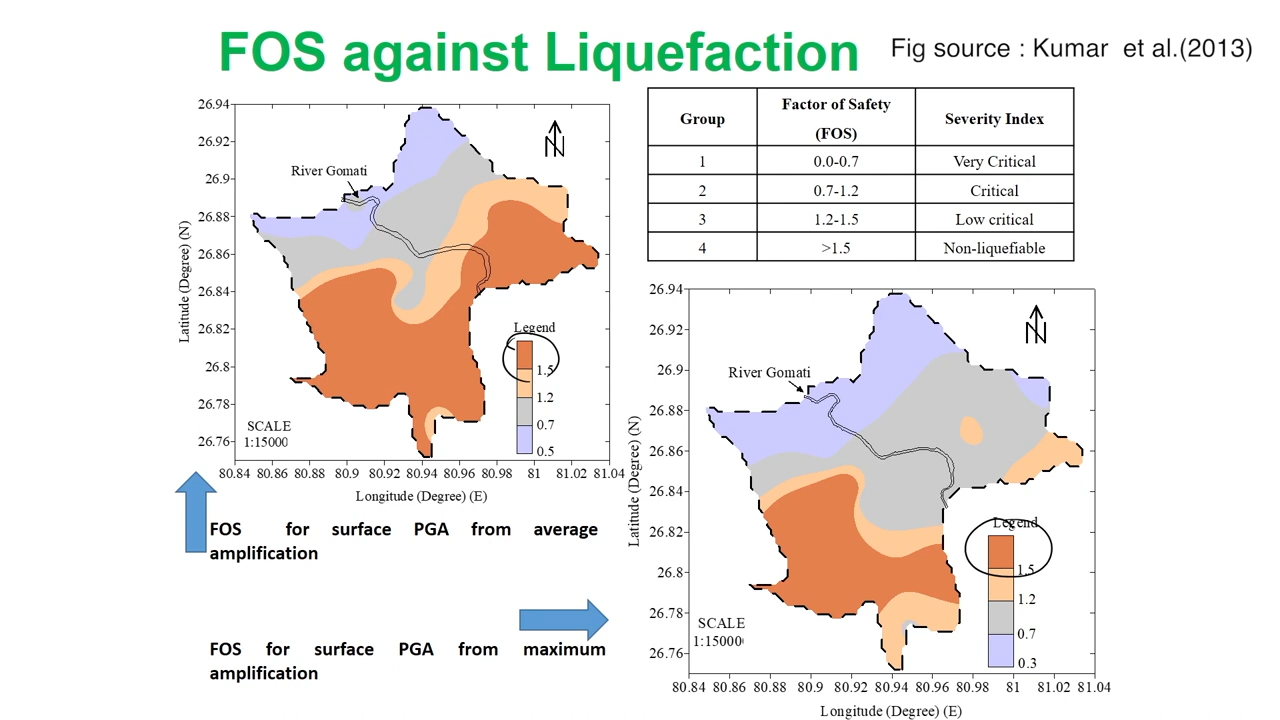 FOS against Liquefaction
Fig source : Kumar et al.(2013)
26.94
26.92
26.9
26.88
26.86
26.84
26.82
26.8
26.78
26.76
Latitude (Degree) (N)
River Gomati
N
Legend
1.5
1.2
0.7
0.5
SCALE
1:15000
80.84 80.86 80.88 80.9 80.92 80.94 80.96 80.98 81 81.02 81.04
Longitude (Degree) (E)
Group Factor of Safety (FOS) Severity Index
1 0.0-0.7 Very Critical
2 0.7-1.2 Critical
3 1.2-1.5 Low critical
4 >1.5 Non-liquefiable
26.94
26.92
26.9
26.88
26.86
26.84
26.82
26.8
26.78
26.76
Latitude (Degree) (N)
River Gomati
N
Legend
1.5
1.2
0.7
0.3
SCALE
1:15000
80.84 80.86 80.88 80.9 80.92 80.94 80.96 80.98 81 81.02 81.04
Longitude (Degree) (E)
FOS for surface PGA from average
amplification
FOS for surface PGA from maximum
amplification